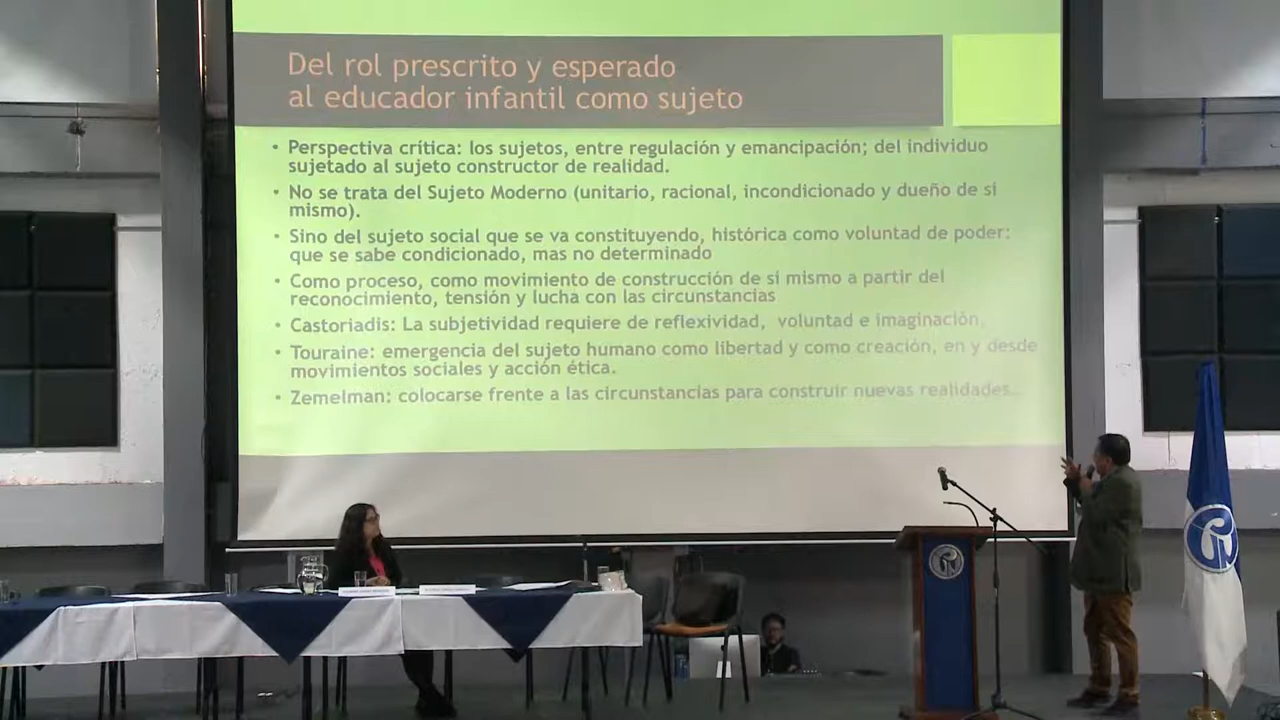 Del rol prescrito y esperado
al educador infantil como sujeto
• Perspectiva crítica: los sujetos, entre regulación y emancipación; del individuo
sujetado al sujeto constructor de realidad.
• No se trata del Sujeto Moderno (unitario, racional, incondicionado y dueño de si
mismo).
• Sino del sujeto social que se va constituyendo, histórica como voluntad de poder:
que se sabe condicionado, mas no determinado
• Como proceso, como movimiento de construcción de si mismo a partir del
reconocimiento, tensión y lucha con las circunstancias
• Castoriadis: La subjetividad requiere de reflexividad, voluntad e imaginación,
• Touraine: emergencia del sujeto humano como libertad y como creación, en y desde
movimientos sociales y acción ética.
• Zemelman: colocarse frente a las circunstancias para construir nuevas realidades...